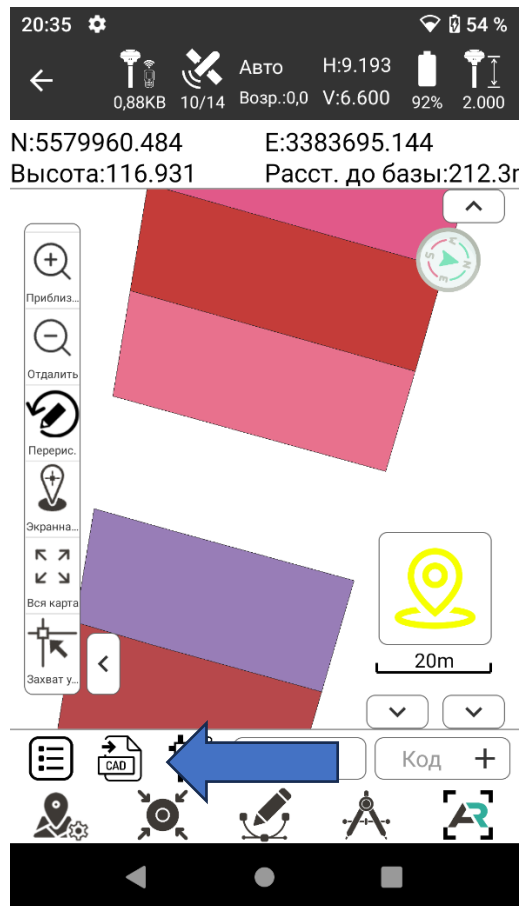 20:35
54 %
Авто
H:9.193
0,88KB
10/14
Возр.:0,0
V:6.600
92%
2.000
N:5579960.484
E:3383695.144
Высота:116.931
Расст. до базы:212.3
Приблиз...
Отдалить
Перерис.
Экранна...
Вся карта
Захват у...
N
S
E
20m
CAD
Код
AR